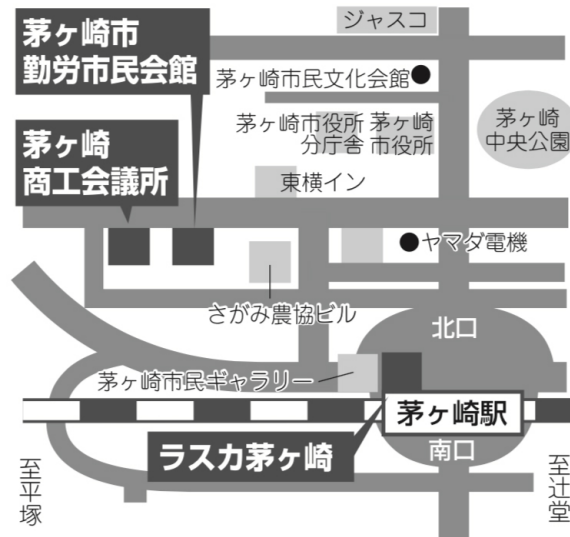 ジャスコ
茅ヶ崎市
勤労市民会館
茅ヶ崎市民文化会館
茅ヶ崎市役所
分庁舎
茅ヶ崎
市役所
茅ヶ崎
中央公園
茅ヶ崎
商工会議所
東横イン
ヤマダ電機
さがみ農協ビル
北口
茅ヶ崎市民ギャラリー
茅ヶ崎駅
ラスカ茅ヶ崎
南口
至平塚
至辻堂